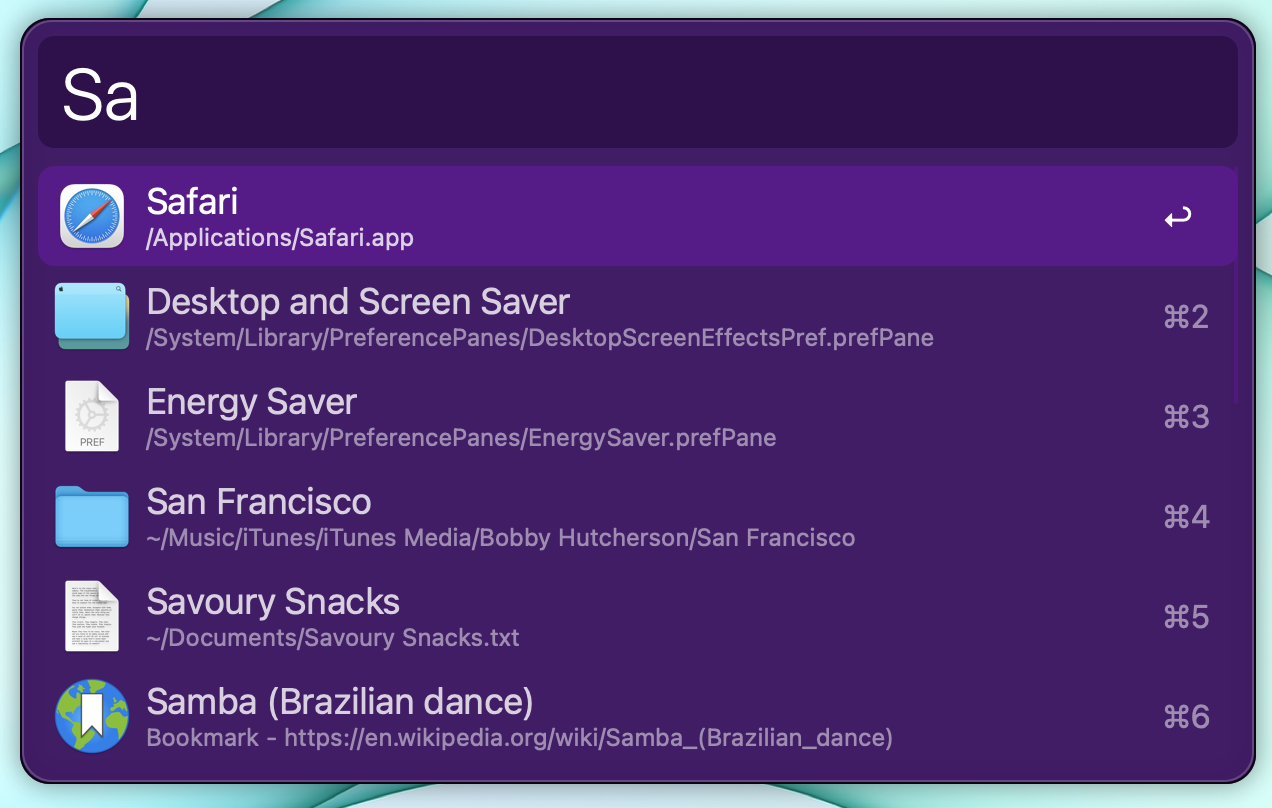 Sa
Safari
/Applications/Safari.app
Desktop and Screen Saver
/System/Library/PreferencePanes/DesktopScreenEffectsPref.prefPane
⌘2
Energy Saver
/System/Library/PreferencePanes/EnergySaver.prefPane
⌘3
PREF
San Francisco
~/Music/iTunes/iTunes Media/Bobby Hutcherson/San Francisco
⌘4
Savoury Snacks
~/Documents/Savoury Snacks.txt
⌘5
Samba (Brazilian dance)
Bookmark - https://en.wikipedia.org/wiki/Samba_(Brazilian_dance)
⌘6